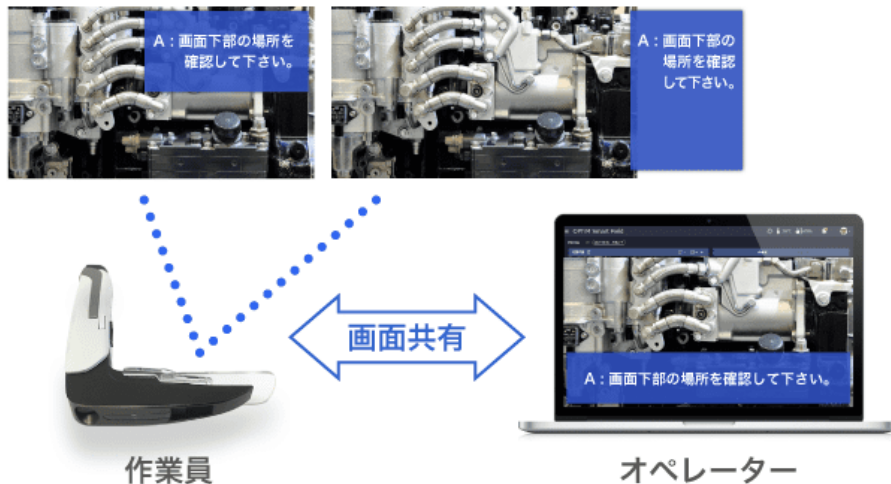 A：画面下部の場所を
確認して下さい。
A：画面下部の
場所を確認
して下さい。
画面共有
A：画面下部の場所を確認して下さい。
作業員
オペレーター